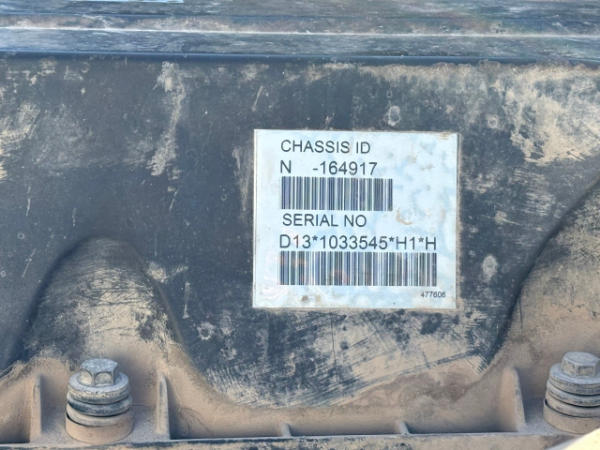 CHASSIS ID
N -164917
SERIAL NO
D13*1033545*H1*H
477606